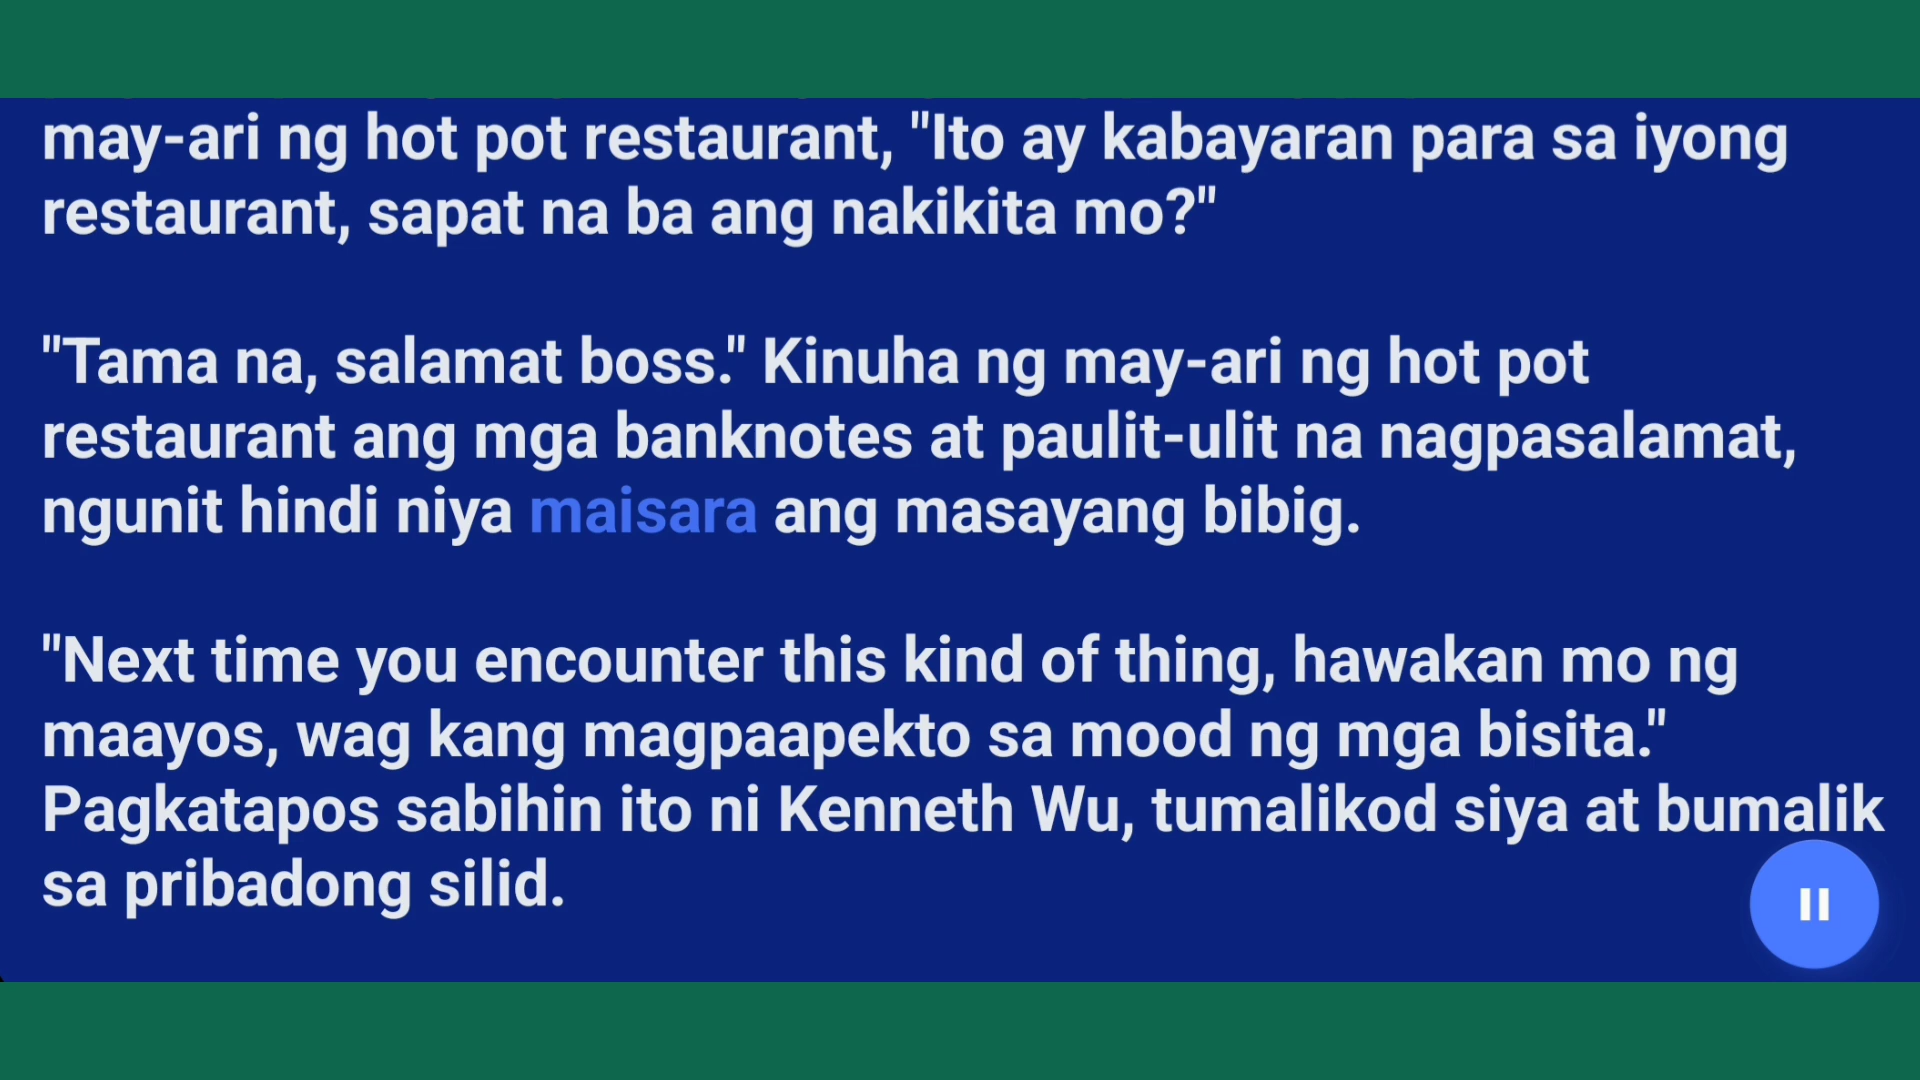 may-ari ng hot pot restaurant, "Ito ay kabayaran para sa iyong
restaurant, sapat na ba ang nakikita mo?"
"Tama na, salamat boss." Kinuha ng may-ari ng hot pot
restaurant ang mga banknotes at paulit-ulit na nagpasalamat,
ngunit hindi niya maisara ang masayang bibig.
"Next time you encounter this kind of thing, hawakan mo ng
maayos, wag kang magpaapekto sa mood ng mga bisita."
Pagkatapos sabihin ito ni Kenneth Wu, tumalikod siya at bumalik
sa pribadong silid.